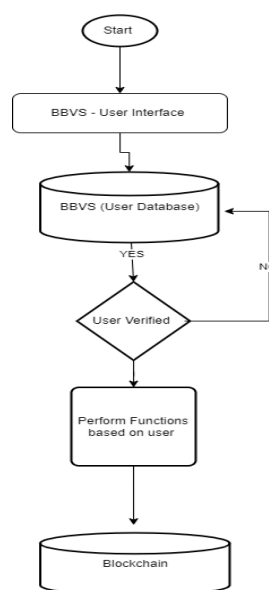 Start
BBVS - User Interface
BBVS (User Database)
YES
User Verified
Perform Functions
based on user
Blockchain